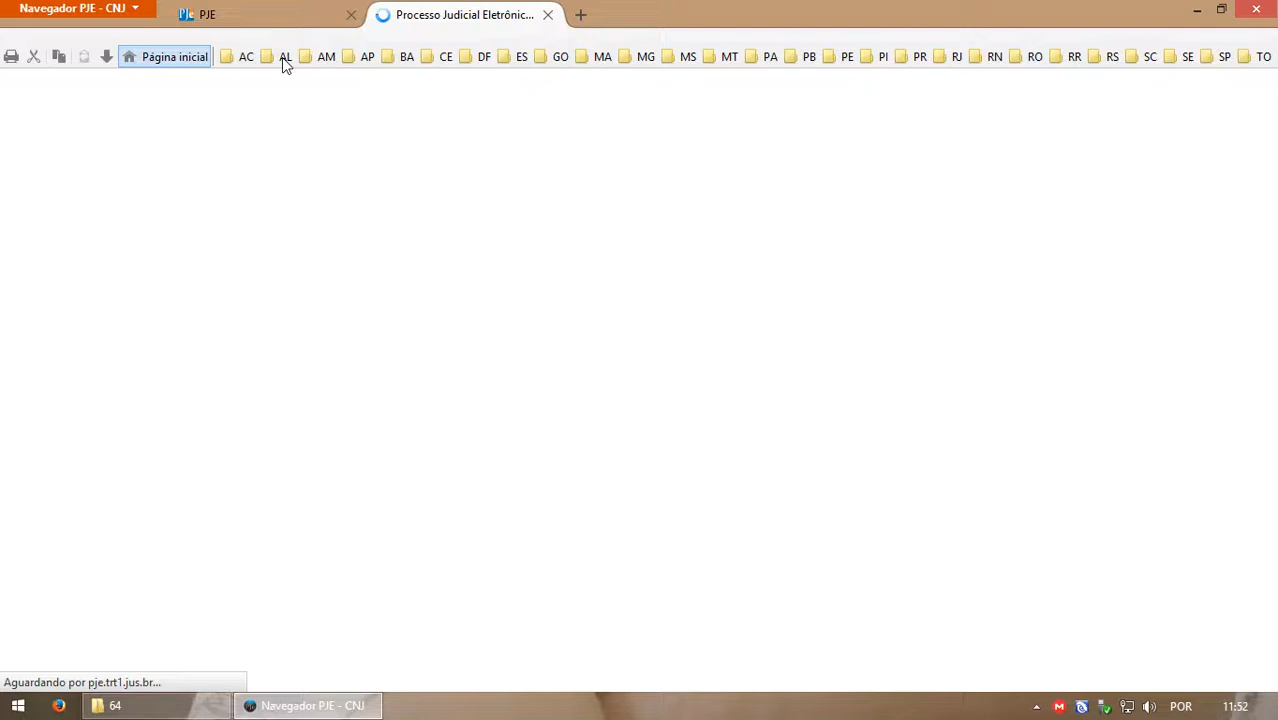 Navegador PJE - CNJ
PJe PJE
Processo Judicial Eletrônic...
Página inicial AC AL AM AP BA CE DF ES GO MA MG MS MT PA PB PE PI PR RJ RN RO RR RS SC SE SP TO
Aguardando por pje.trt1.jus.br...
64 Navegador PJE - CNJ POR 11:52